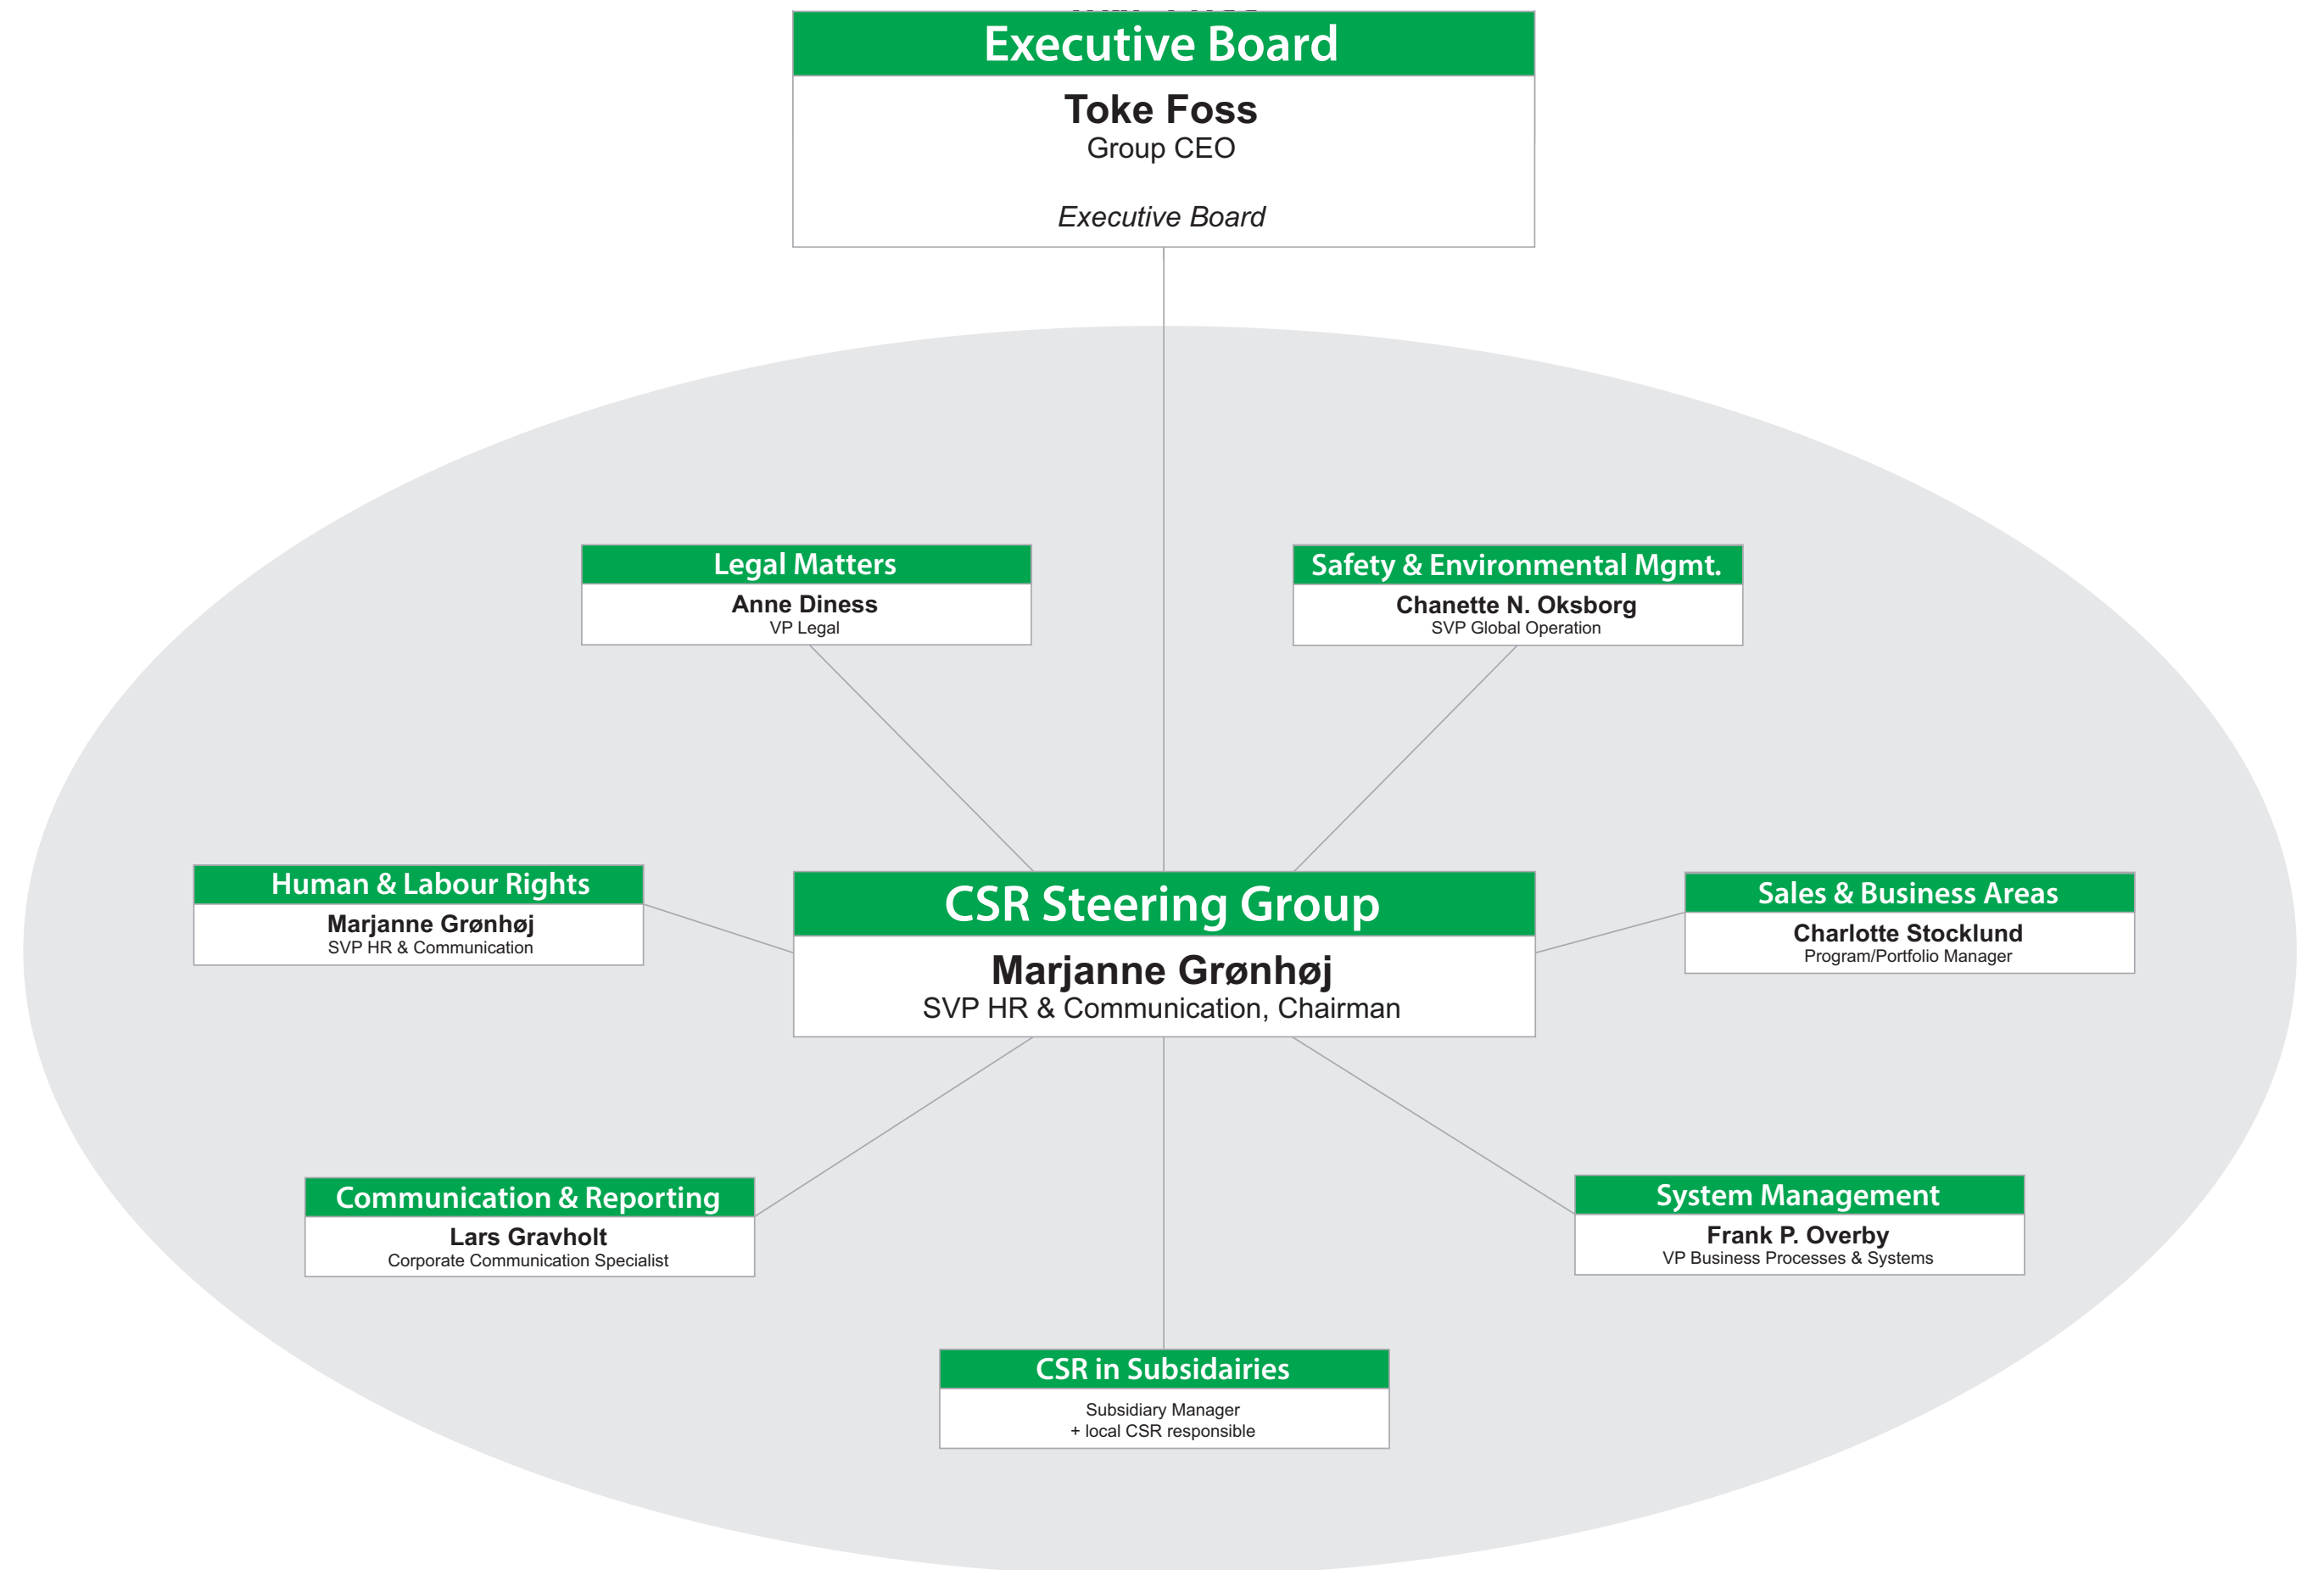 Executive Board
Toke Foss
Group CEO
Executive Board
Legal Matters
Anne Diness
VP Legal
Safety & Environmental Mgmt.
Chanette N. Oksborg
SVP Global Operation
Human & Labour Rights
Marjanne Grønhøj
SVP HR & Communication
CSR Steering Group
Marjanne Grønhøj
SVP HR & Communication, Chairman
Sales & Business Areas
Charlotte Stocklund
Program/Portfolio Manager
Communication & Reporting
Lars Gravholt
Corporate Communication Specialist
System Management
Frank P. Overby
VP Business Processes & Systems
CSR in Subsidairies
Subsidiary Manager
+ local CSR responsible